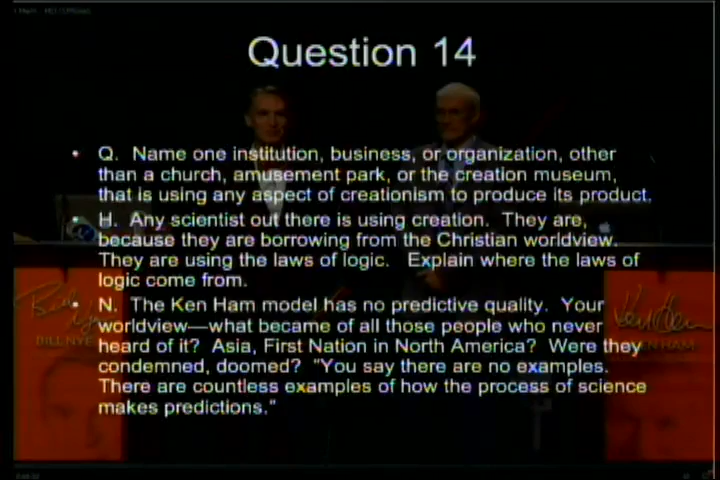 Question 14
• Q. Name one institution, business, or organization, other
than a church, amusement park, or the creation museum,
that is using any aspect of creationism to produce its product.
• H. Any scientist out there is using creation. They are,
because they are borrowing from the Christian worldview.
They are using the laws of logic. Explain where the laws of
logic come from.
• N. The Ken Ham model has no predictive quality. Your
worldview—what became of all those people who never
heard of it? Asia, First Nation in North America? Were they
condemned, doomed? "You say there are no examples.
There are countless examples of how the process of science
makes predictions."
BILL NYE
KEN HAM